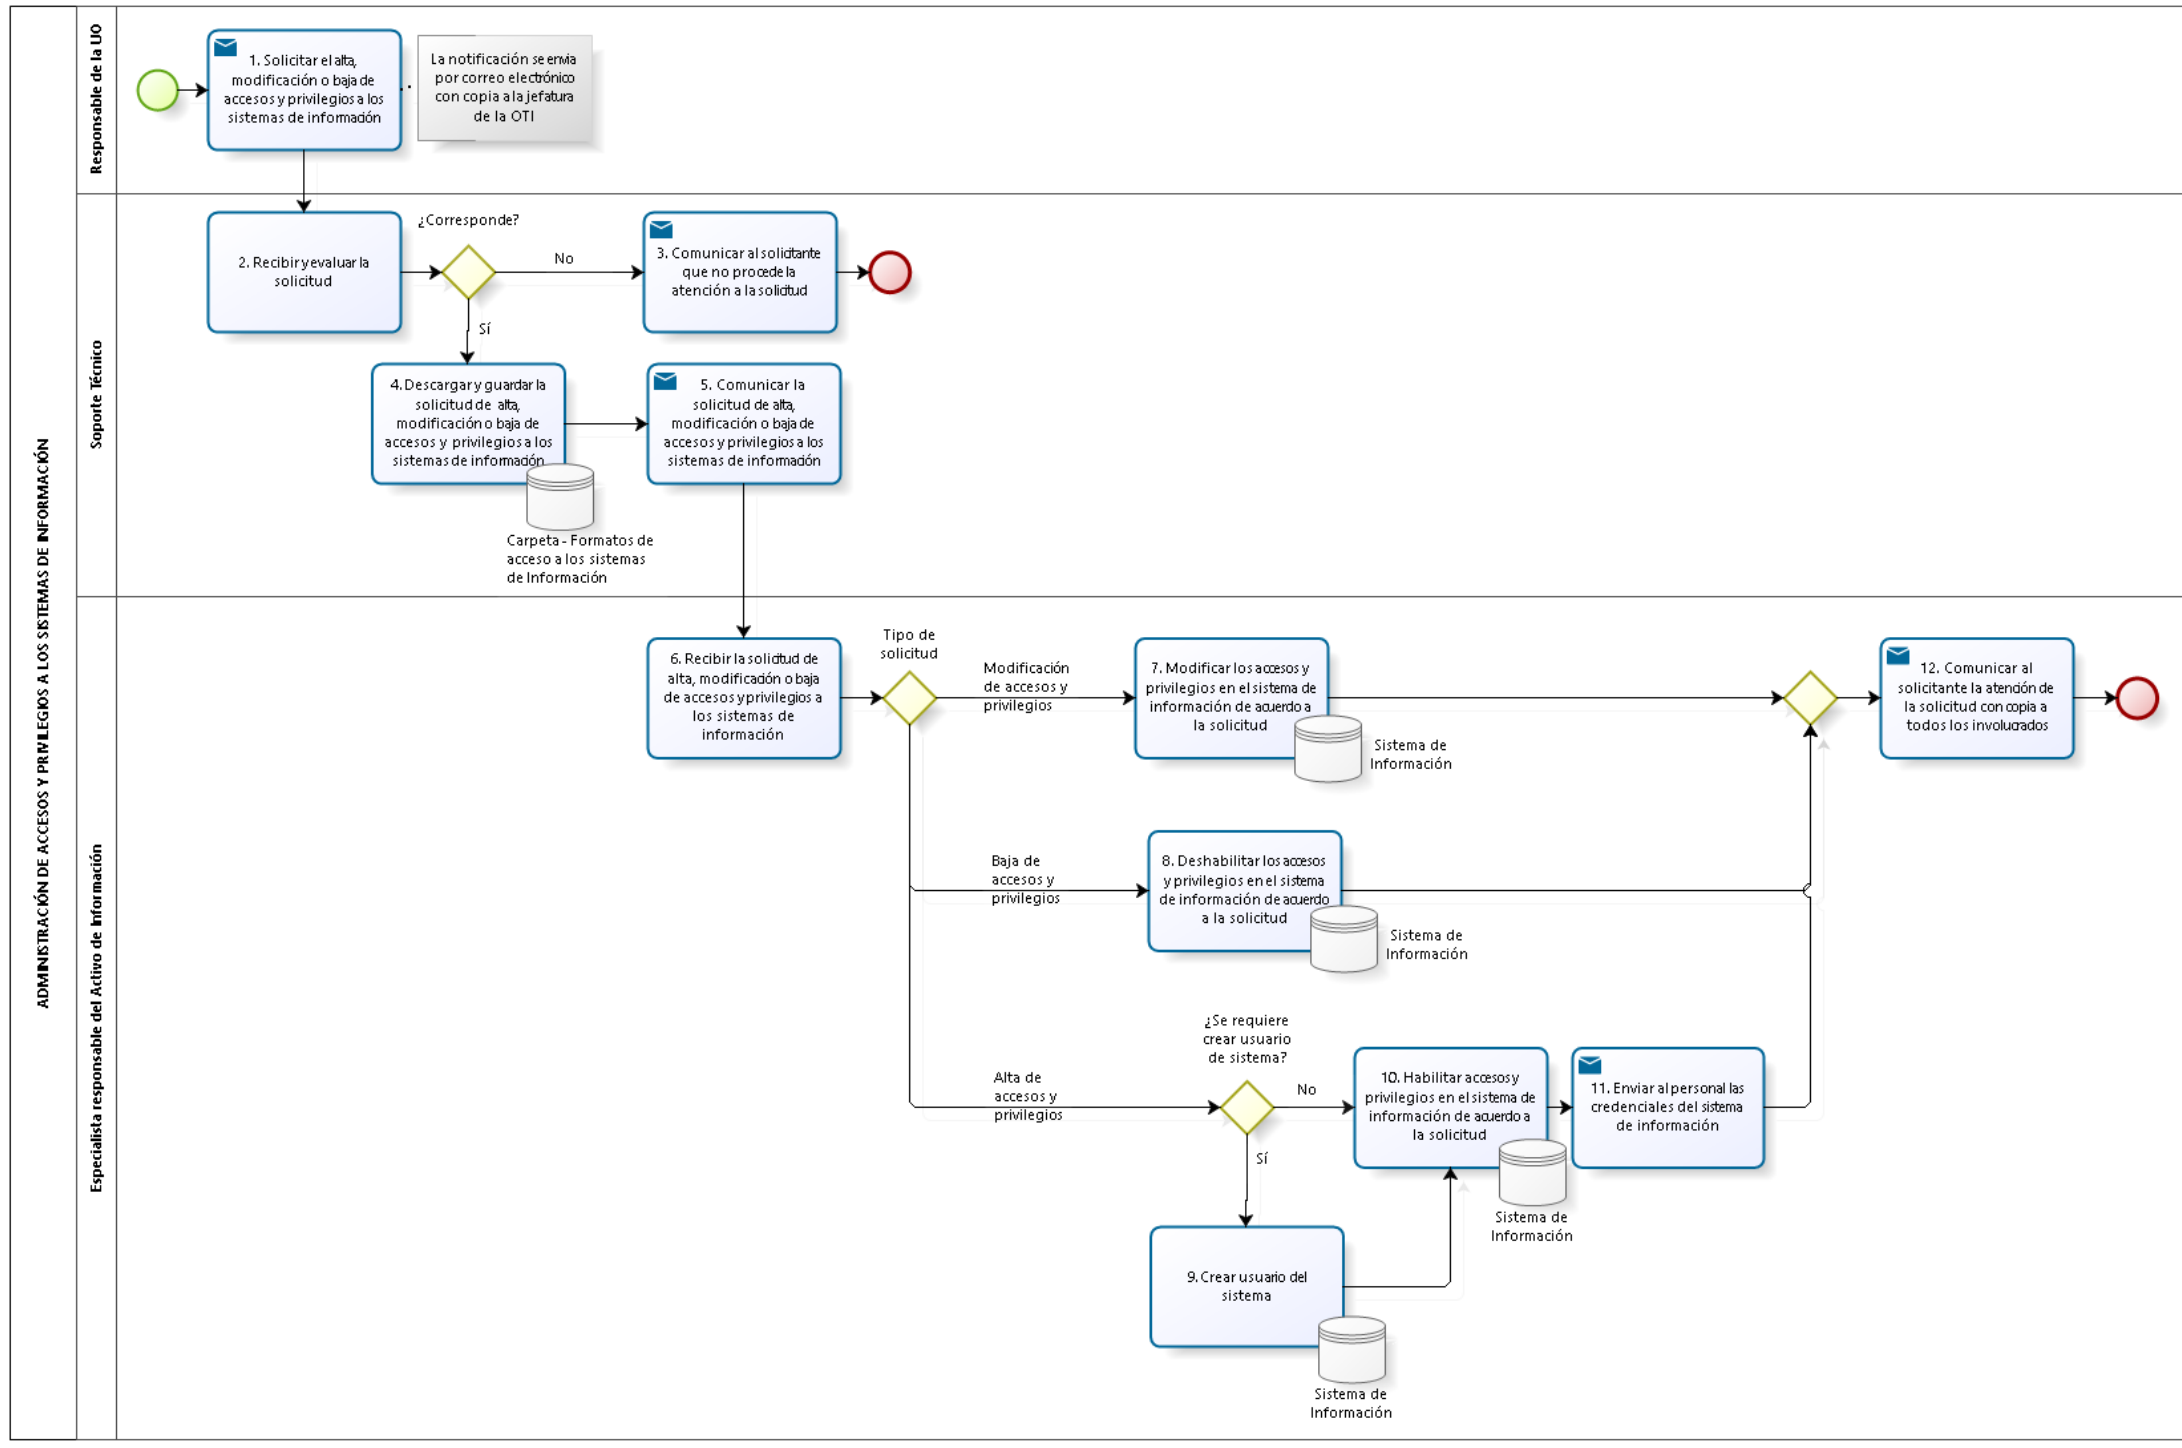 ADMINISTRACIÓN DE ACCESOS Y PRIVILEGIOS A LOS SISTEMAS DE INFORMACIÓN
Responsable de la UO
1. Solicitar el alta,
modificación o baja de
accesos y privilegios a los
sistemas de información
La notificación se envia
por correo electrónico
con copia a la jefatura
de la OTI
Soporte Técnico
2. Recibir y evaluar la
solicitud
¿Corresponde?
No
3. Comunicar al solicitante
que no procede la
atención a la solicitud
Sí
4. Descargar y guardar la
solicitud de alta,
modificación o baja de
accesos y privilegios a los
sistemas de información
Carpeta - Formatos de
acceso a los sistemas
de Información
5. Comunicar la
solicitud de alta,
modificación o baja de
accesos y privilegios a los
sistemas de información
Especialista responsable del Activo de Información
6. Recibir la solicitud de
alta, modificación o baja
de accesos y privilegios a
los sistemas de
información
Tipo de
solicitud
Modificación
de accesos y
privilegios
7. Modificar los accesos y
privilegios en el sistema de
información de acuerdo a
la solicitud
Sistema de
Información
12. Comunicar al
solicitante la atención de
la solicitud con copia a
todos los involucrados
Baja de
accesos y
privilegios
8. Deshabilitar los accesos
y privilegios en el sistema
de información de acuerdo
a la solicitud
Sistema de
Información
Alta de
accesos y
privilegios
¿Se requiere
crear usuario
de sistema?
No
10. Habilitar accesos y
privilegios en el sistema de
información de acuerdo a
la solicitud
Sistema de
Información
11. Enviar al personal las
credenciales del sistema
de información
Sí
9. Crear usuario del
sistema
Sistema de
Información